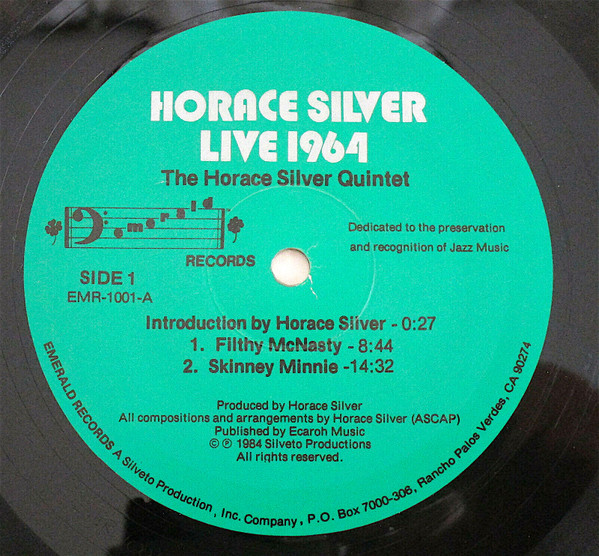 HORACE SILVER
LIVE 1964
The Horace Silver Quintet
emerald
RECORDS
Dedicated to the preservation
and recognition of Jazz Music
SIDE 1
EMR-1001-A
Introduction by Horace Silver - 0:27
1. Filthy McNasty - 8:44
2. Skinney Minnie -14:32
Produced by Horace Silver
All compositions and arrangements by Horace Silver (ASCAP)
Published by Ecaroh Music
© ℗ 1984 Silveto Productions
All rights reserved.
EMERALD RECORDS A Silveto Production, Inc. Company, P.O. Box 7000-306, Rancho Palos Verdes, CA 90274